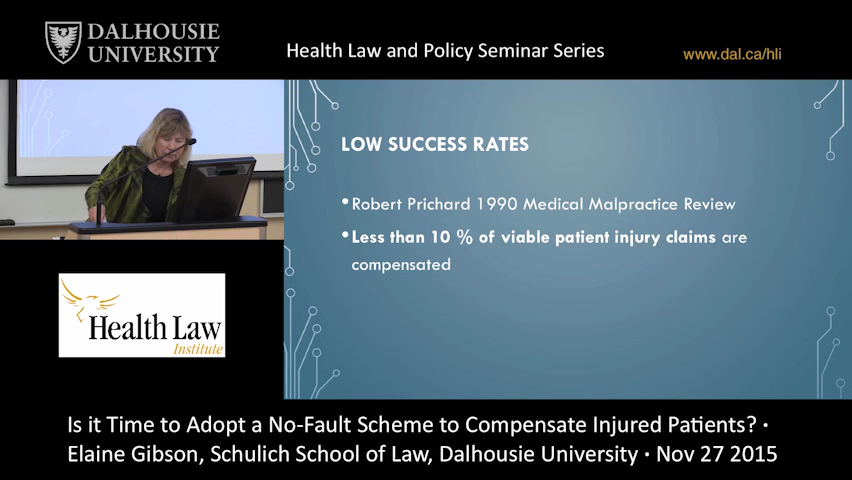 DALHOUSIE
UNIVERSITY
Health Law and Policy Seminar Series
www.dal.ca/hli
LOW SUCCESS RATES
•Robert Prichard 1990 Medical Malpractice Review
•Less than 10 % of viable patient injury claims are
compensated
Health Law
Institute
Is it Time to Adopt a No-Fault Scheme to Compensate Injured Patients? •
Elaine Gibson, Schulich School of Law, Dalhousie University • Nov 27 2015